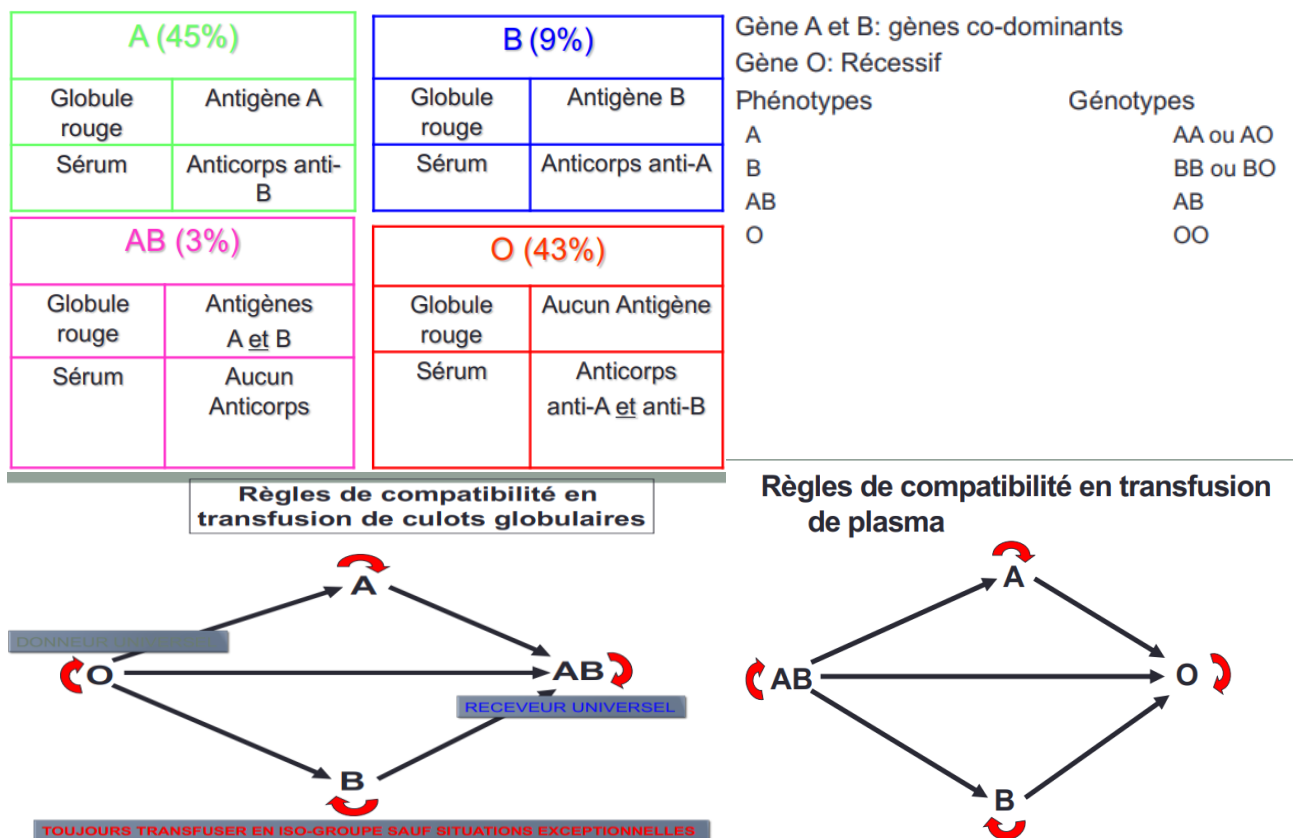 A (45%)
Globule
rouge
Antigène A
Sérum
Anticorps anti-
B
B (9%)
Globule
rouge
Antigène B
Sérum
Anticorps anti-A
AB (3%)
Globule
rouge
Antigènes
A et B
Sérum
Aucun
Anticorps
O (43%)
Globule
rouge
Aucun Antigène
Sérum
Anticorps
anti-A et anti-B
Gène A et B: gènes co-dominants
Gène O: Récessif
Phénotypes Génotypes
A AA ou AO
B BB ou BO
AB AB
O OO
Règles de compatibilité en
transfusion de culots globulaires
A
DONNEUR
O
AB
RECEVEUR UNIVERSEL
B
TOUJOURS TRANSFUSER EN ISO-GROUPE SAUF SITUATIONS EXCEPTIONNELLES
Règles de compatibilité en transfusion
de plasma
A
AB
O
B